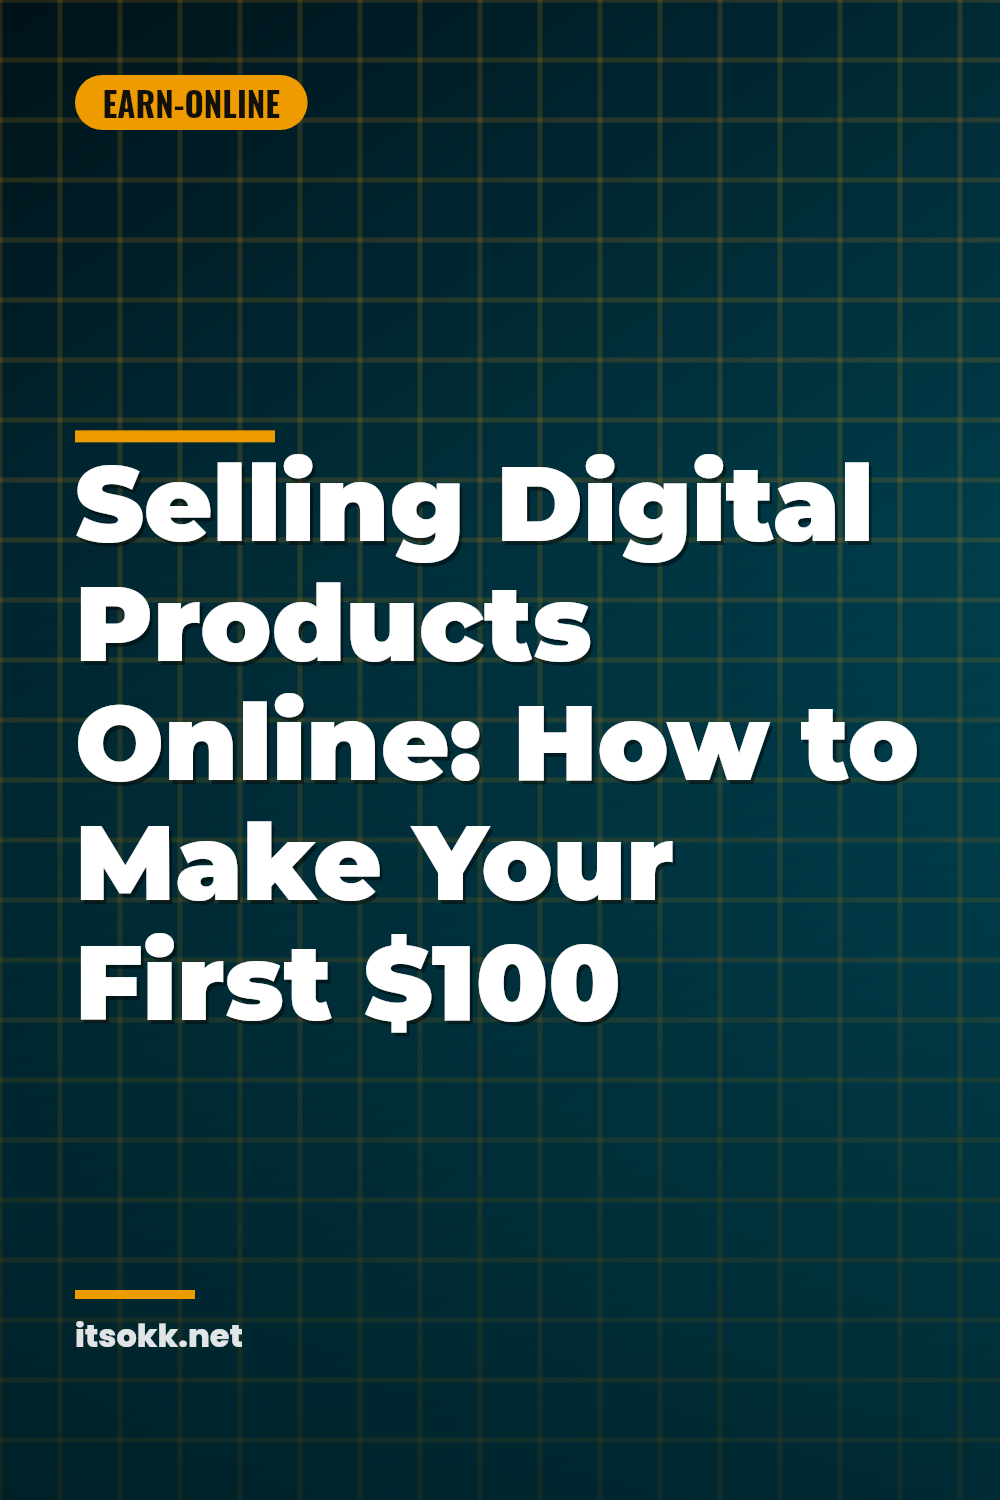 EARN-ONLINE
Selling Digital
Products
Online: How to
Make Your
First $100
itsokk.net